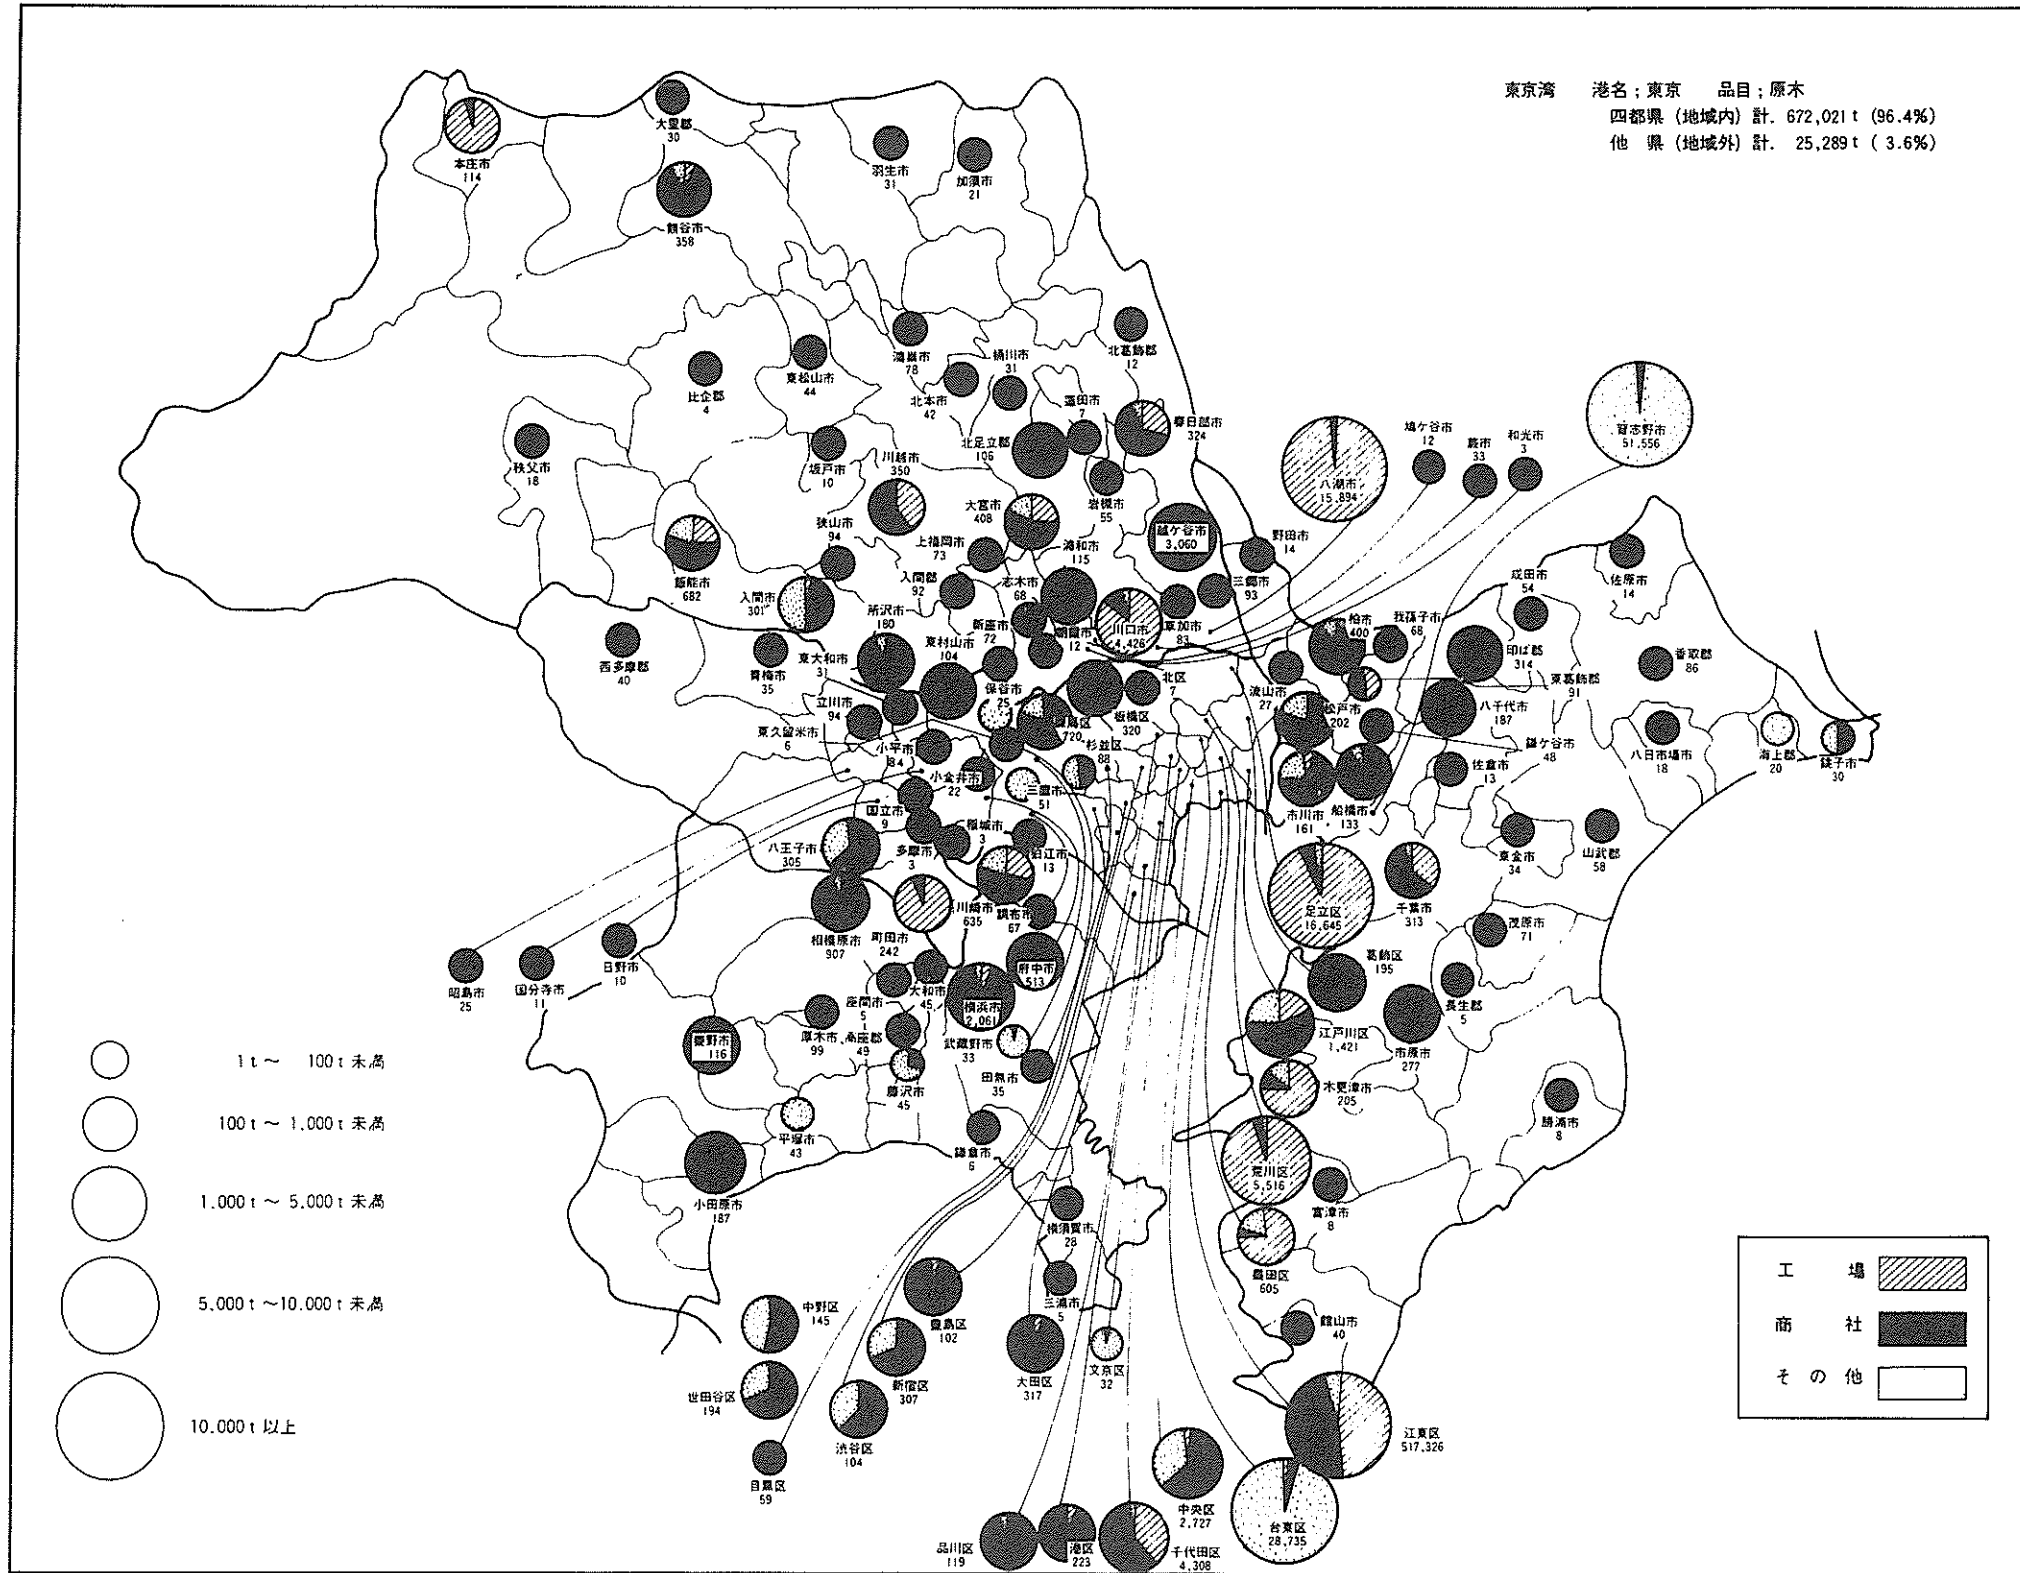 東京湾 港名；東京 品目；原木
四都県（地域内）計. 672,021 t (96.4%)
他 県（地域外）計. 25,289 t ( 3.6%)
本庄市
114
大里郡
30
熊谷市
358
羽生市
31
加須市
21
鴻巣市
78
桶川市
31
北本市
42
北葛飾郡
12
比企郡
4
東松山市
44
蓮田市
7
春日部市
324
秩父市
18
坂戸市
10
川越市
350
北足立郡
106
岩槻市
55
八潮市
15,894
鳩ケ谷市
12
蕨市
33
和光市
3
習志野市
51,556
飯能市
682
狭山市
94
上福岡市
73
大宮市
408
浦和市
115
越ケ谷市
3,060
野田市
14
入間市
301
所沢市
180
入間郡
92
志木市
68
新座市
72
朝霞市
12
川口市
4,426
草加市
83
三郷市
93
柏市
400
我孫子市
68
成田市
54
佐原市
14
印ば郡
314
香取郡
86
西多摩郡
40
青梅市
35
東大和市
31
東村山市
104
保谷市
25
720
板橋区
320
北区
7
流山市
27
松戸市
202
東葛飾郡
91
八千代市
187
鎌ケ谷市
48
八日市場市
18
海上郡
20
銚子市
30
立川市
94
東久留米市
6
小平市
84
小金井市
22
三鷹市
51
杉並区
88
市川市
161
船橋市
133
佐倉市
13
東金市
34
山武郡
58
国立市
9
八王子市
305
多摩市
3
稲城市
3
狛江市
13
川崎市
635
調布市
67
足立区
16,645
千葉市
313
茂原市
71
相模原市
907
町田市
242
府中市
513
葛飾区
195
長生郡
5
昭島市
25
国分寺市
11
日野市
10
座間市
5
大和市
45
横浜市
2,061
江戸川区
1,421
市原市
277
秦野市
116
厚木市
99
高座郡
49
武蔵野市
33
田無市
35
藤沢市
45
木更津市
205
勝浦市
8
平塚市
43
鎌倉市
6
荒川区
5,516
富津市
8
小田原市
187
横須賀市
28
墨田区
605
三浦市
5
館山市
40
中野区
145
豊島区
102
新宿区
307
大田区
317
文京区
32
世田谷区
194
渋谷区
104
目黒区
59
江東区
517,326
中央区
2,727
台東区
28,735
品川区
119
港区
223
千代田区
4,308
1 t ～ 100 t 未満
100 t ～ 1,000 t 未満
1,000 t ～ 5,000 t 未満
5,000 t ～10,000 t 未満
10,000 t 以上
工 場
商 社
そ の 他